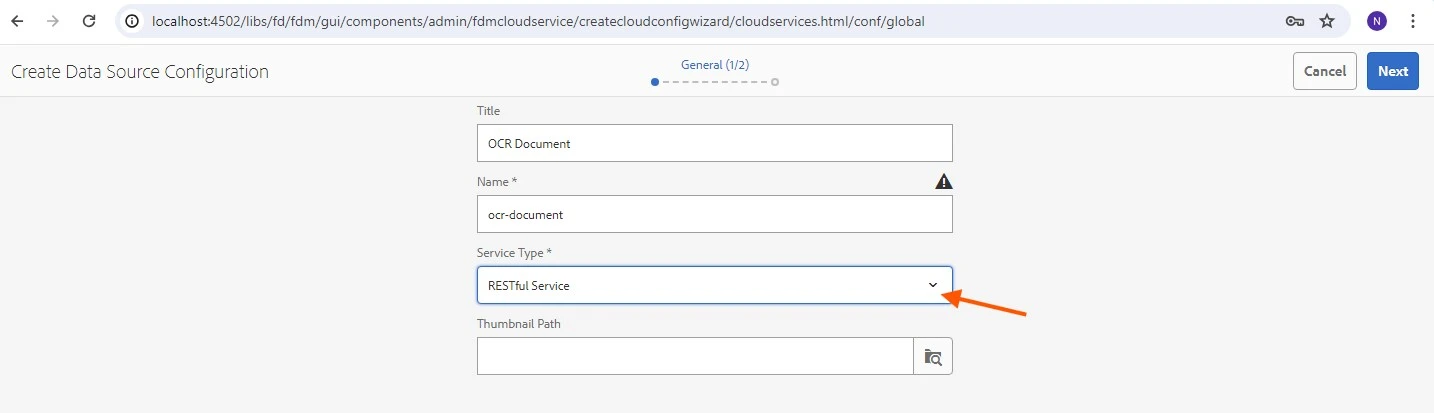 localhost:4502/libs/fd/fdm/gui/components/admin/fdmcloudservice/createcloudconfigwizard/cloudservices.html/conf/global
N
Create Data Source Configuration
General (1/2)
Cancel
Next
Title
OCR Document
Name *
ocr-document
Service Type *
RESTful Service
Thumbnail Path